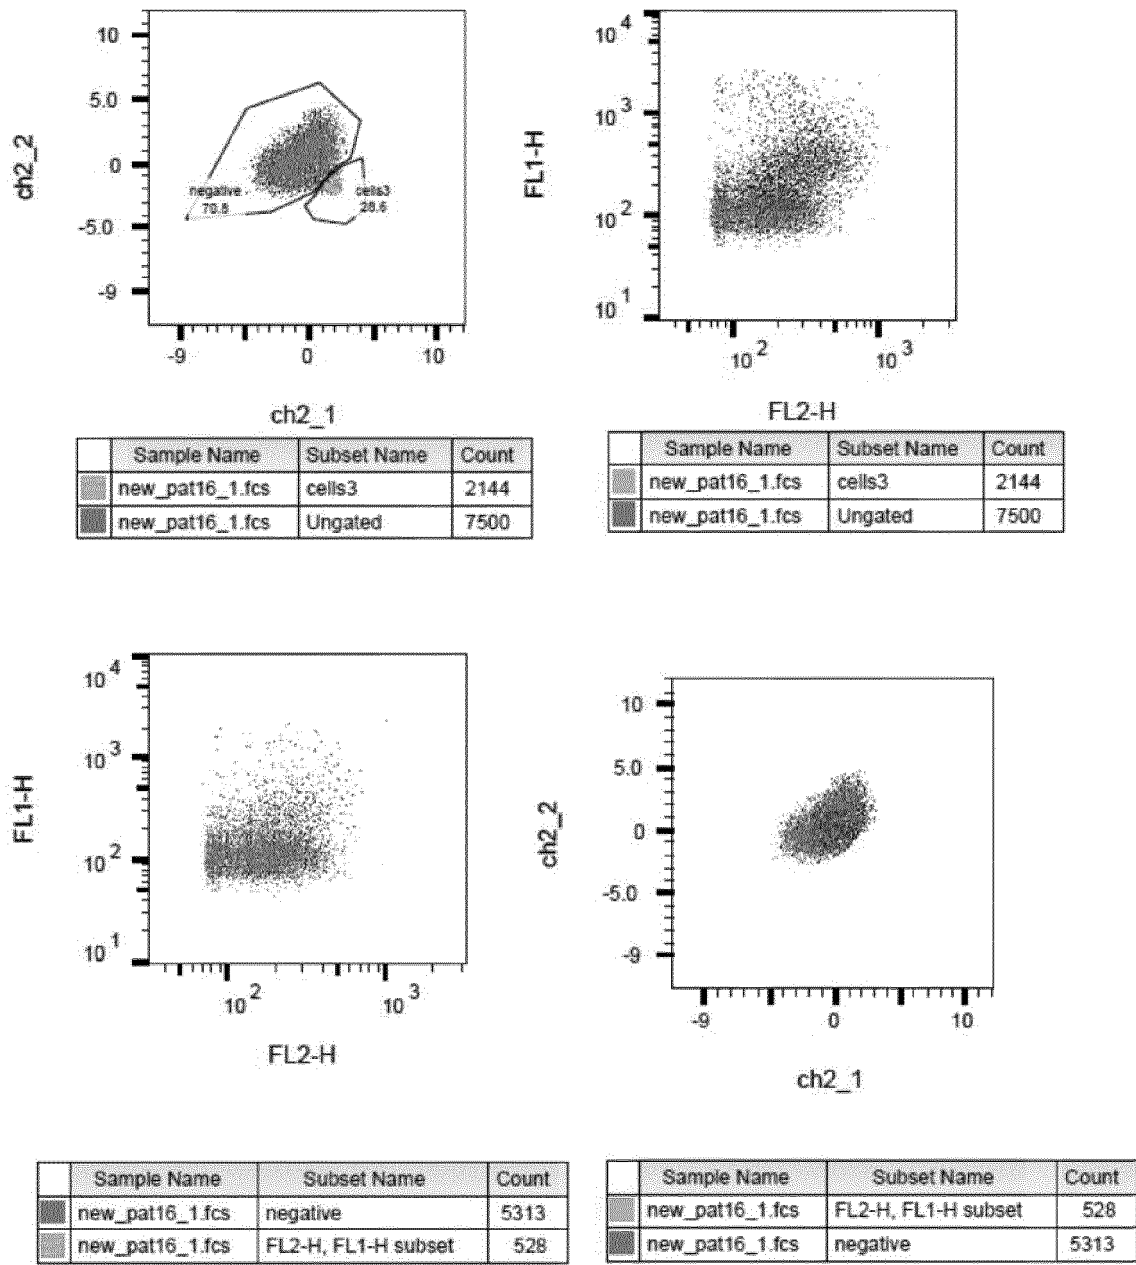 10
5.0
0
-5.0
-9
ch2_2
negative
70.8
cells3
28.6
-9 0 10
ch2_1
10 4
10 3
10 2
10 1
FL1-H
10 2 10 3
FL2-H
Sample Name Subset Name Count
new_pat16_1.fcs cells3 2144
new_pat16_1.fcs Ungated 7500
Sample Name Subset Name Count
new_pat16_1.fcs cells3 2144
new_pat16_1.fcs Ungated 7500
10 4
10 3
10 2
10 1
FL1-H
10 2 10 3
FL2-H
10
5.0
0
-5.0
-9
ch2_2
-9 0 10
ch2_1
Sample Name Subset Name Count
new_pat16_1.fcs negative 5313
new_pat16_1.fcs FL2-H, FL1-H subset 528
Sample Name Subset Name Count
new_pat16_1.fcs FL2-H, FL1-H subset 528
new_pat16_1.fcs negative 5313